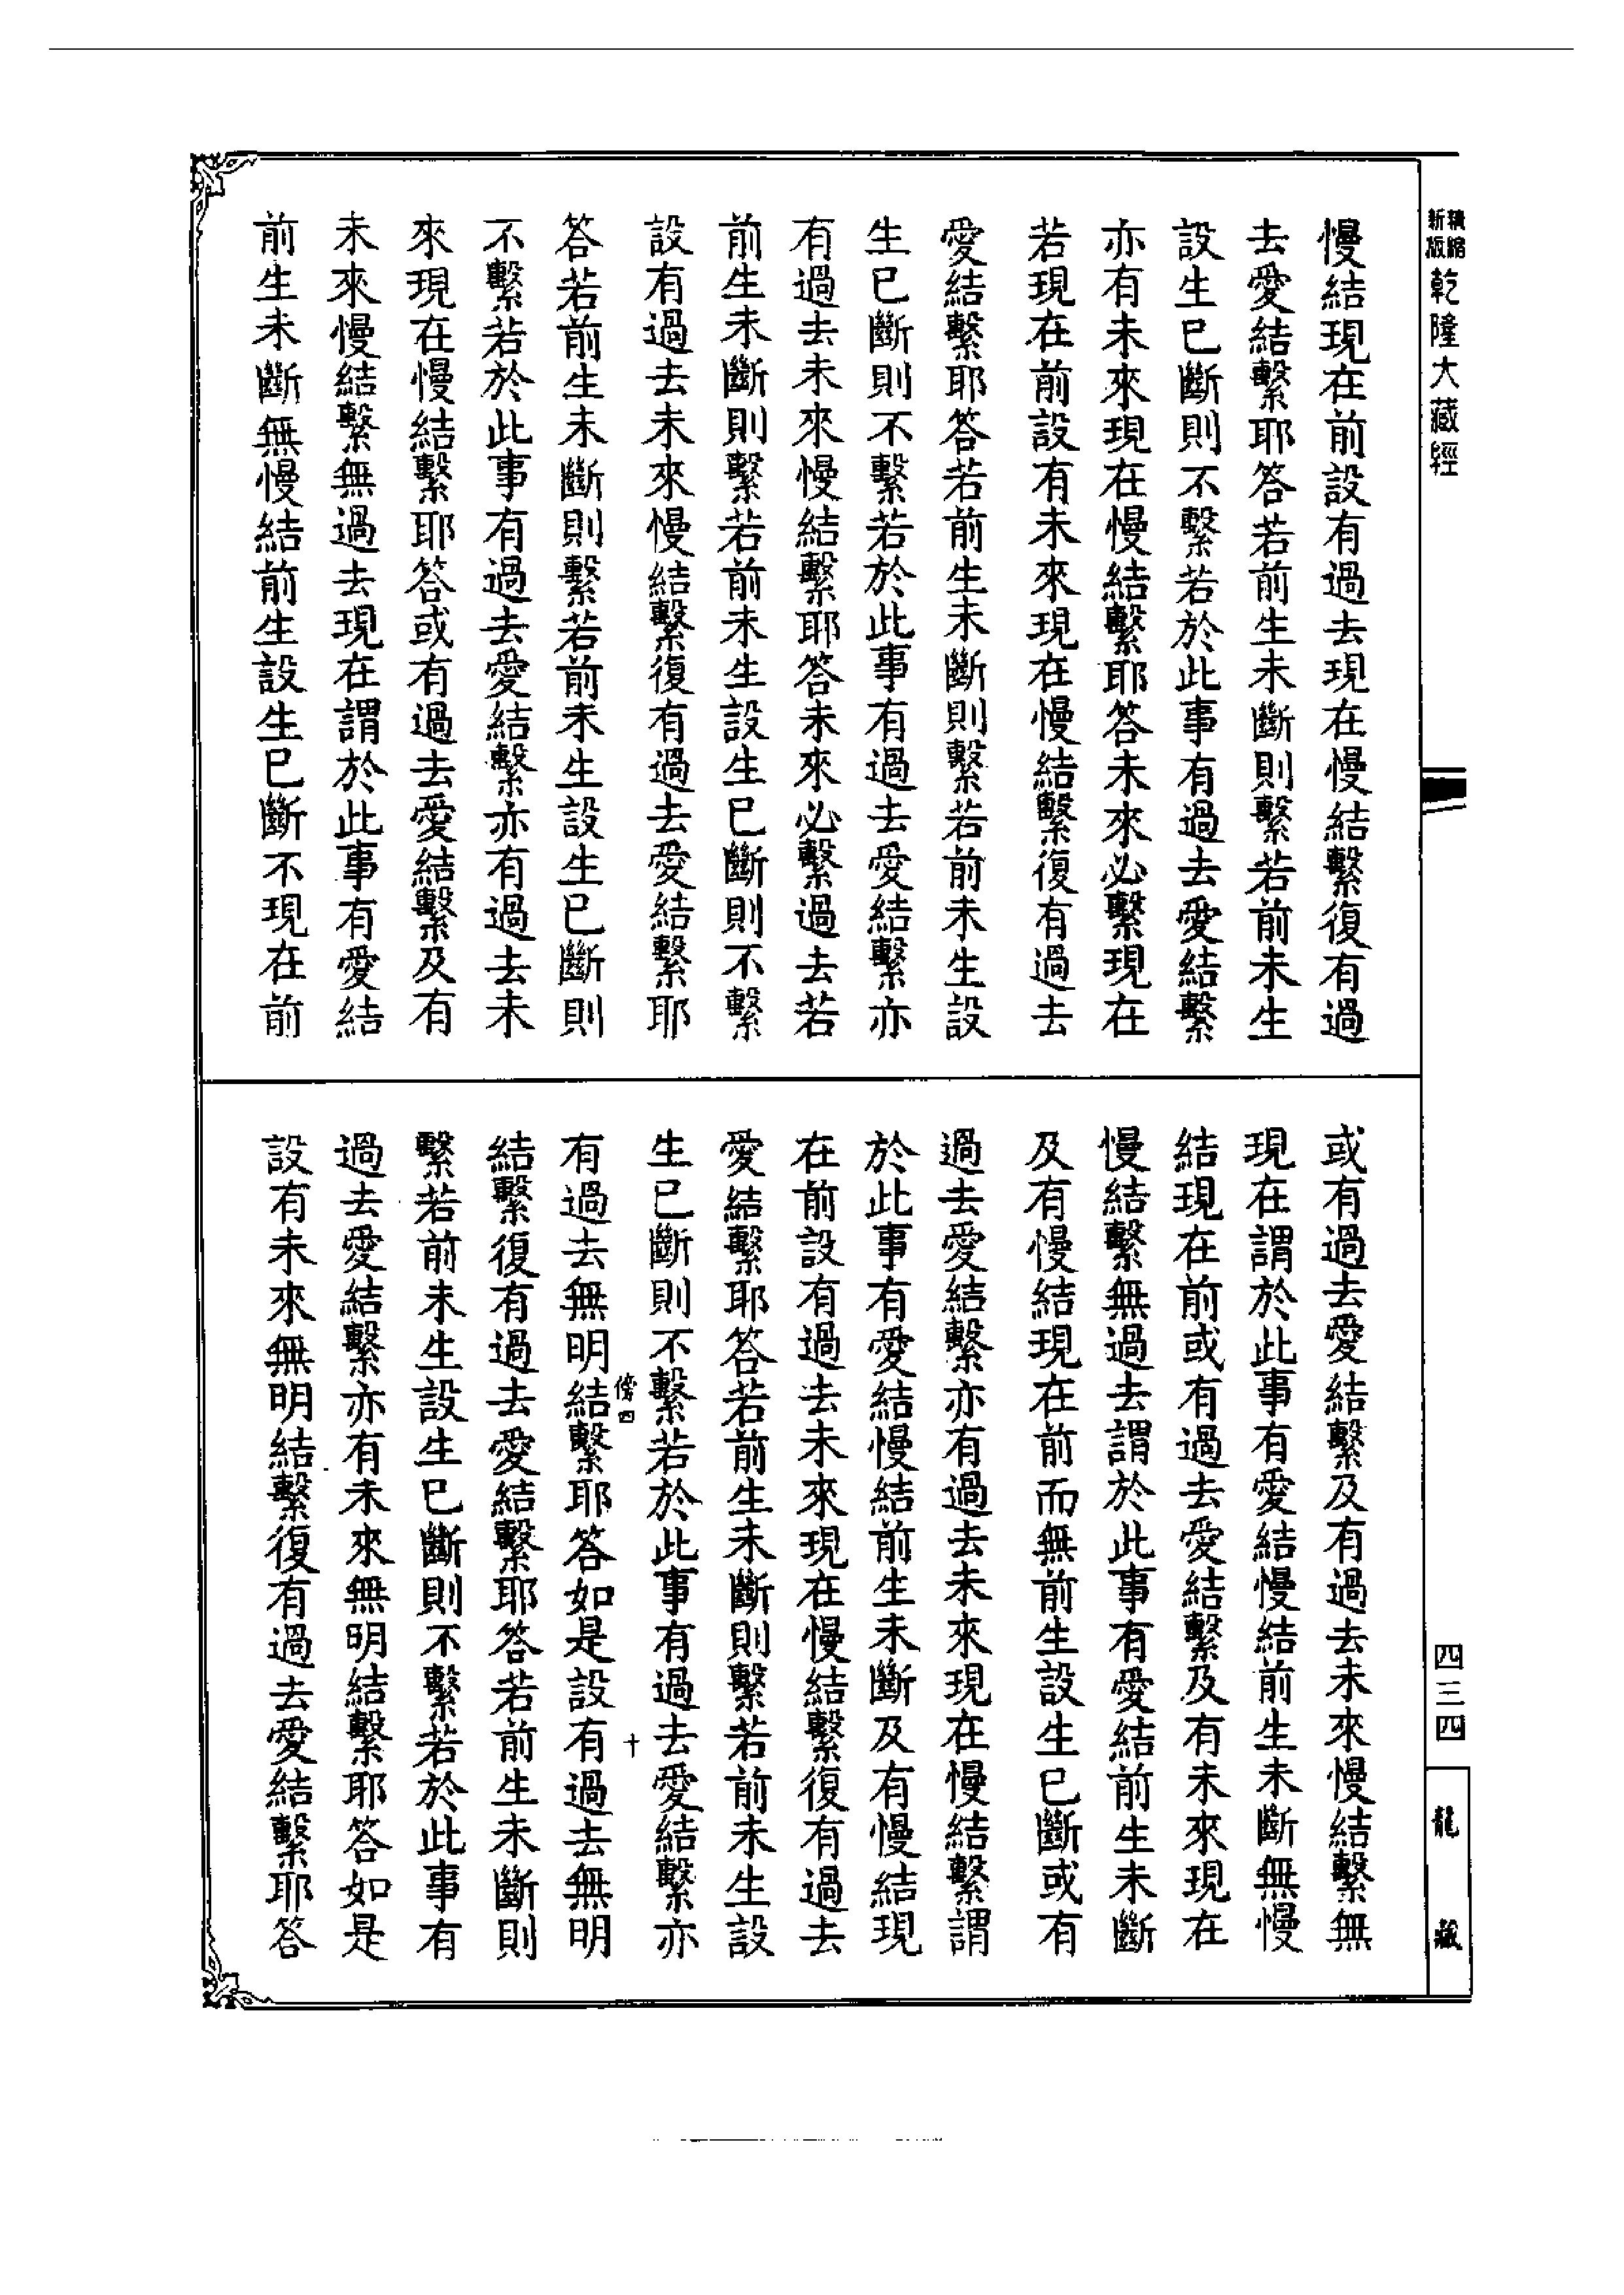 精縮新版乾隆大藏經
慢結現在前設有過去現在慢結繫復有過
去愛結繫耶答若前生未斷則繫若前未生
設生已斷則不繫若於此事有過去愛結繫
亦有未來現在慢結繫耶答未來必繫現在
若現在前設有未來現在慢結繫復有過去
愛結繫耶答若前生未斷則繫若前未生設
生已斷則不繫若於此事有過去愛結繫亦
有過去未來慢結繫耶答未來必繫過去若
前生未斷則繫若前未生設生已斷則不繫
設有過去未來慢結繫復有過去愛結繫耶
答若前生未斷則繫若前未生設生已斷則
不繫若於此事有過去愛結繫亦有過去未
來現在慢結繫耶答或有過去愛結繫及有
未來慢結繫無過去現在謂於此事有愛結
前生未斷無慢結前生設生已斷不現在前
或有過去愛結繫及有過去未來慢結繫無
現在謂於此事有愛結慢結前生未斷無慢
結現在前或有過去愛結繫及有未來現在
慢結繫無過去謂於此事有愛結前生未斷
及有慢結現在前而無前生設生已斷或有
過去愛結繫亦有過去未來現在慢結繫謂
於此事有愛結慢結前生未斷及有慢結現
在前設有過去未來現在慢結繫復有過去
愛結繫耶答若前生未斷則繫若前未生設
生已斷則不繫若於此事有過去愛結繫亦
傍四
十
有過去無明結繫耶答如是設有過去無明
結繫復有過去愛結繫耶答若前生未斷則
繫若前未生設生已斷則不繫若於此事有
過去愛結繫亦有未來無明結繫耶答如是
設有未來無明結繫復有過去愛結繫耶答
四三四
龍藏